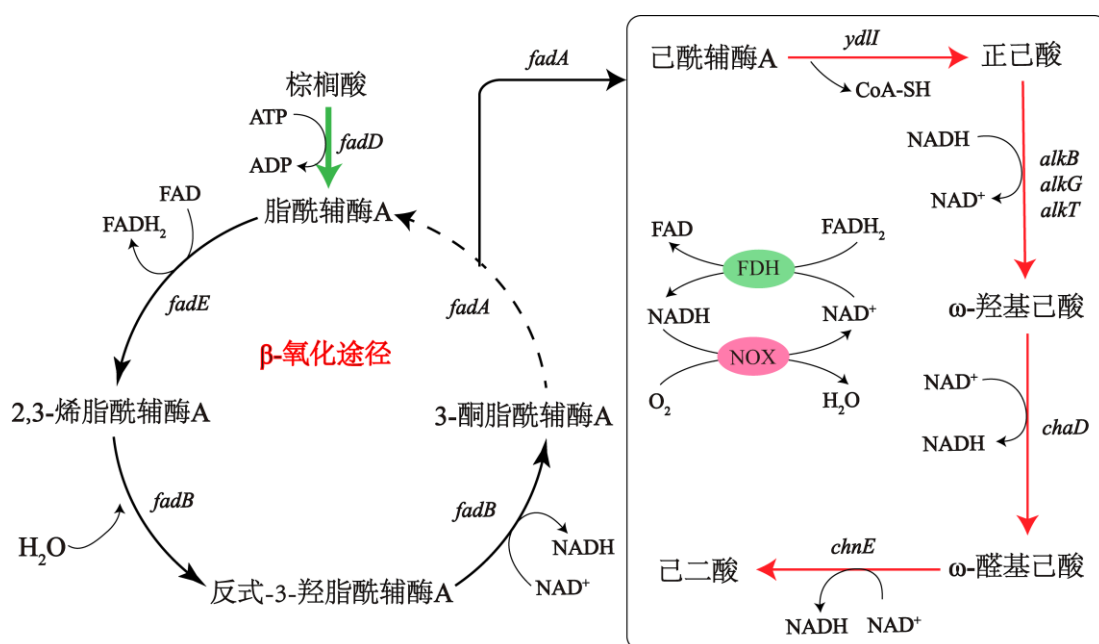 棕榈酸
ATP
ADP
fadD
脂酰辅酶A
FAD
FADH₂
fadE
2,3-烯脂酰辅酶A
fadB
H₂O
反式-3-羟脂酰辅酶A
fadB
NADH
NAD⁺
3-酮脂酰辅酶A
fadA
β-氧化途径
fadA
己酰辅酶A
ydlI
CoA-SH
正己酸
NADH
NAD⁺
alkB
alkG
alkT
FAD
FADH₂
FDH
NADH
NAD⁺
NOX
O₂
H₂O
ω-羟基己酸
NAD⁺
NADH
chaD
ω-醛基己酸
chnE
NADH
NAD⁺
己二酸